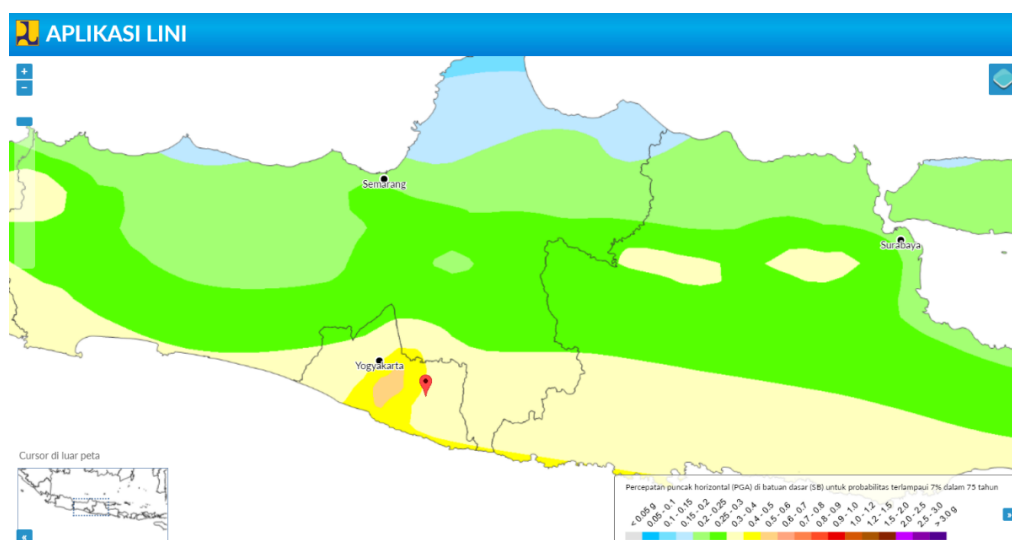 APLIKASI LINI
+
−
Semarang
Surabaya
Yogyakarta
Cursor di luar peta
Percepatan puncak horizontal (PGA) di batuan dasar (SB) untuk probabilitas terlampaui 7% dalam 75 tahun
< 0.05 g
0.05 - 0.1
0.1 - 0.15
0.15 - 0.2
0.2 - 0.25
0.25 - 0.3
0.3 - 0.4
0.4 - 0.5
0.5 - 0.6
0.6 - 0.7
0.7 - 0.8
0.8 - 0.9
0.9 - 1.0
1.0 - 1.2
1.2 - 1.5
1.5 - 2.0
2.0 - 2.5
2.5 - 3.0
> 3.0 g
«
»